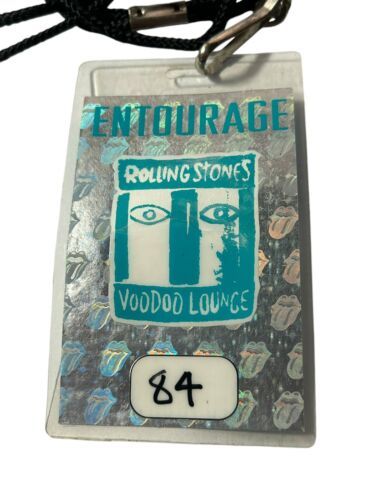 ENTOURAGE
ROLLING STONES
VOODOO LOUNGE
84